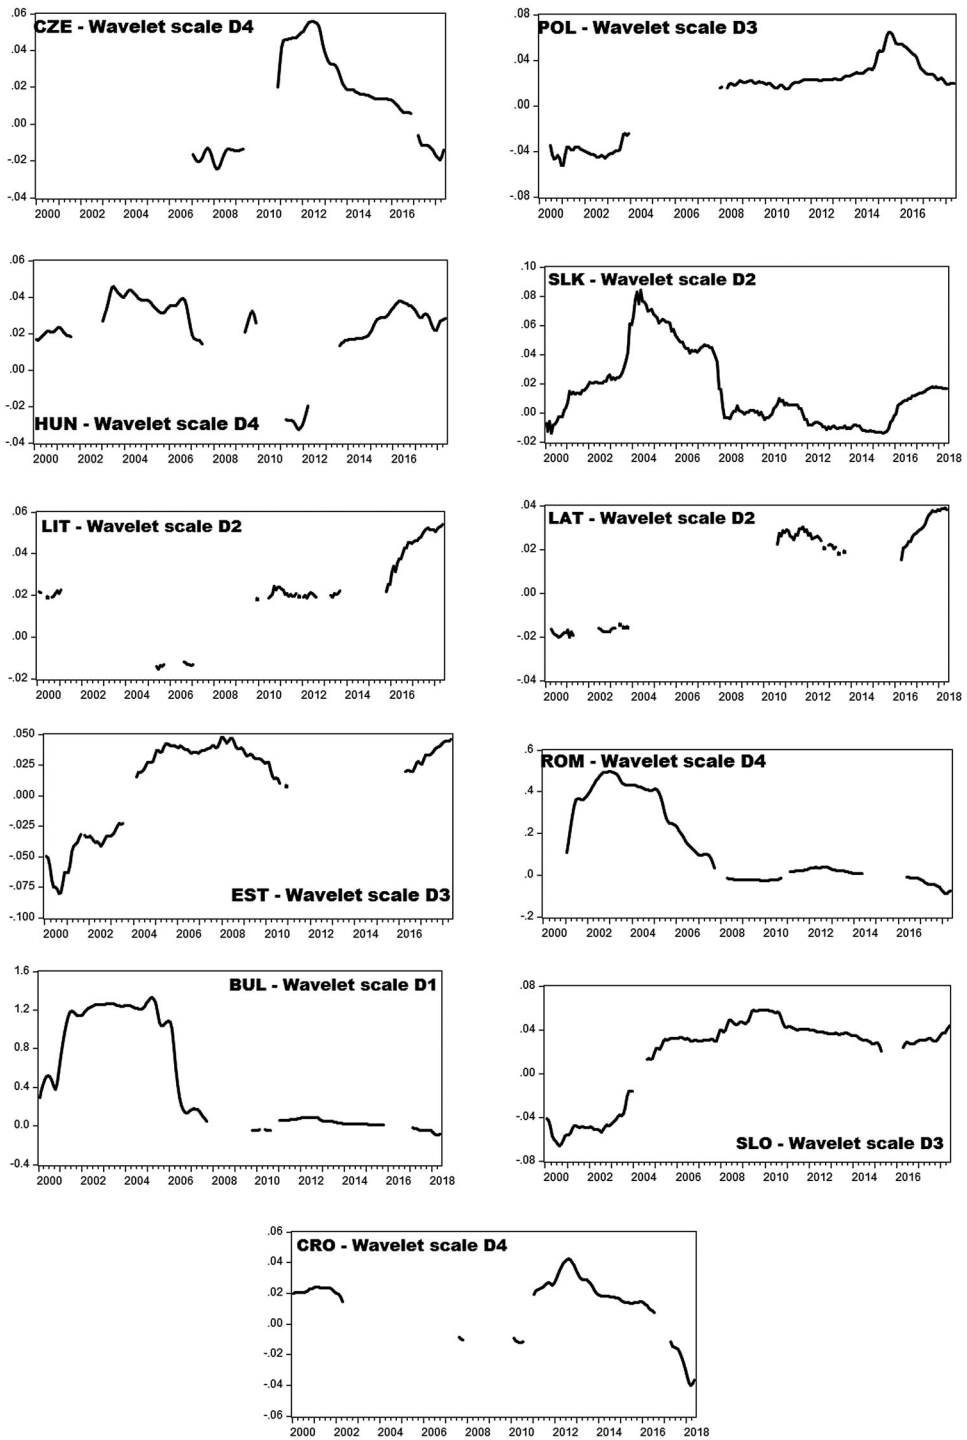 CZE - Wavelet scale D4
.06
.04
.02
.00
-.02
-.04
2000 2002 2004 2006 2008 2010 2012 2014 2016
POL - Wavelet scale D3
.08
.04
.00
-.04
-.08
2000 2002 2004 2006 2008 2010 2012 2014 2016
HUN - Wavelet scale D4
.06
.04
.02
.00
-.02
-.04
2000 2002 2004 2006 2008 2010 2012 2014 2016
SLK - Wavelet scale D2
.10
.08
.06
.04
.02
.00
-.02
2000 2002 2004 2006 2008 2010 2012 2014 2016 2018
LIT - Wavelet scale D2
.06
.04
.02
.00
-.02
2000 2002 2004 2006 2008 2010 2012 2014 2016
LAT - Wavelet scale D2
.04
.02
.00
-.02
-.04
2000 2002 2004 2006 2008 2010 2012 2014 2016 2018
EST - Wavelet scale D3
.050
.025
.000
-.025
-.050
-.075
-.100
2000 2002 2004 2006 2008 2010 2012 2014 2016
ROM - Wavelet scale D4
.6
.4
.2
.0
-.2
2000 2002 2004 2006 2008 2010 2012 2014 2016
BUL - Wavelet scale D1
1.6
1.2
0.8
0.4
0.0
-0.4
2000 2002 2004 2006 2008 2010 2012 2014 2016 2018
SLO - Wavelet scale D3
.08
.04
.00
-.04
-.08
2000 2002 2004 2006 2008 2010 2012 2014 2016
CRO - Wavelet scale D4
.06
.04
.02
.00
-.02
-.04
-.06
2000 2002 2004 2006 2008 2010 2012 2014 2016 2018